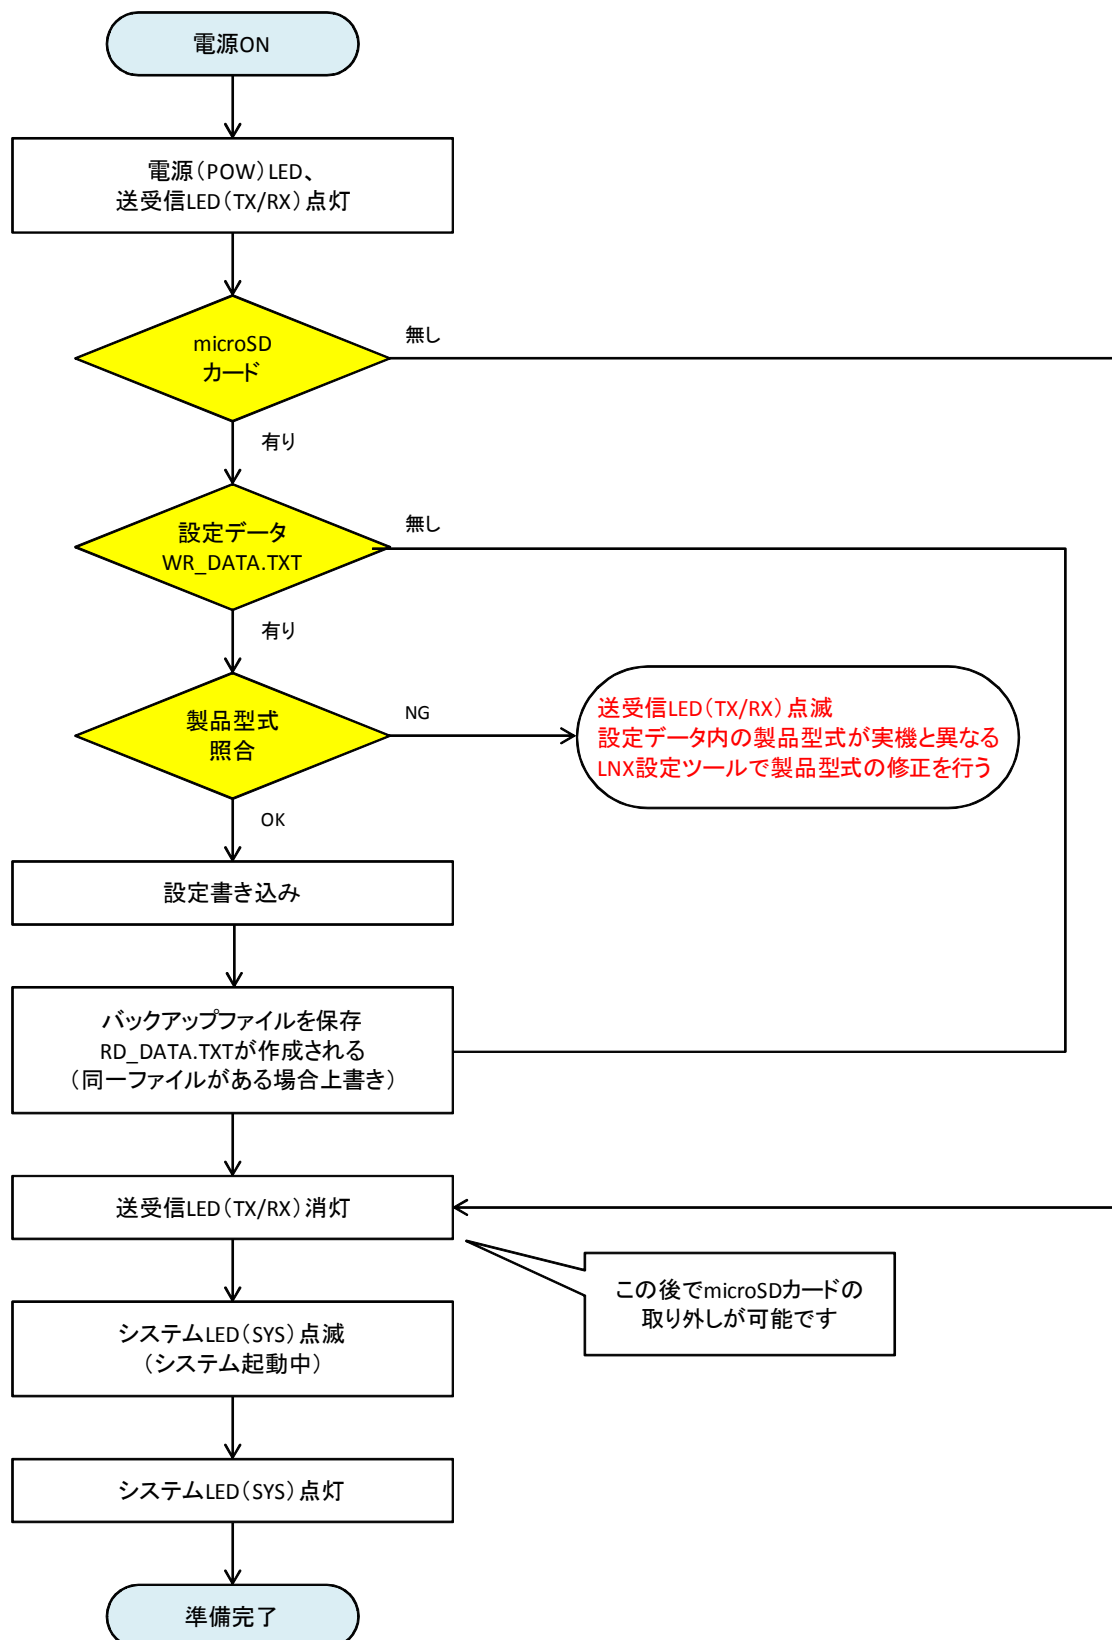 電源ON
電源（POW）LED、
送受信LED（TX/RX）点灯
microSD
カード
無し
有り
設定データ
WR_DATA.TXT
無し
有り
製品型式
照合
NG
送受信LED（TX/RX）点滅
設定データ内の製品型式が実機と異なる
LNX設定ツールで製品型式の修正を行う
OK
設定書き込み
バックアップファイルを保存
RD_DATA.TXTが作成される
（同一ファイルがある場合上書き）
送受信LED（TX/RX）消灯
この後でmicroSDカードの
取り外しが可能です
システムLED（SYS）点滅
（システム起動中）
システムLED（SYS）点灯
準備完了